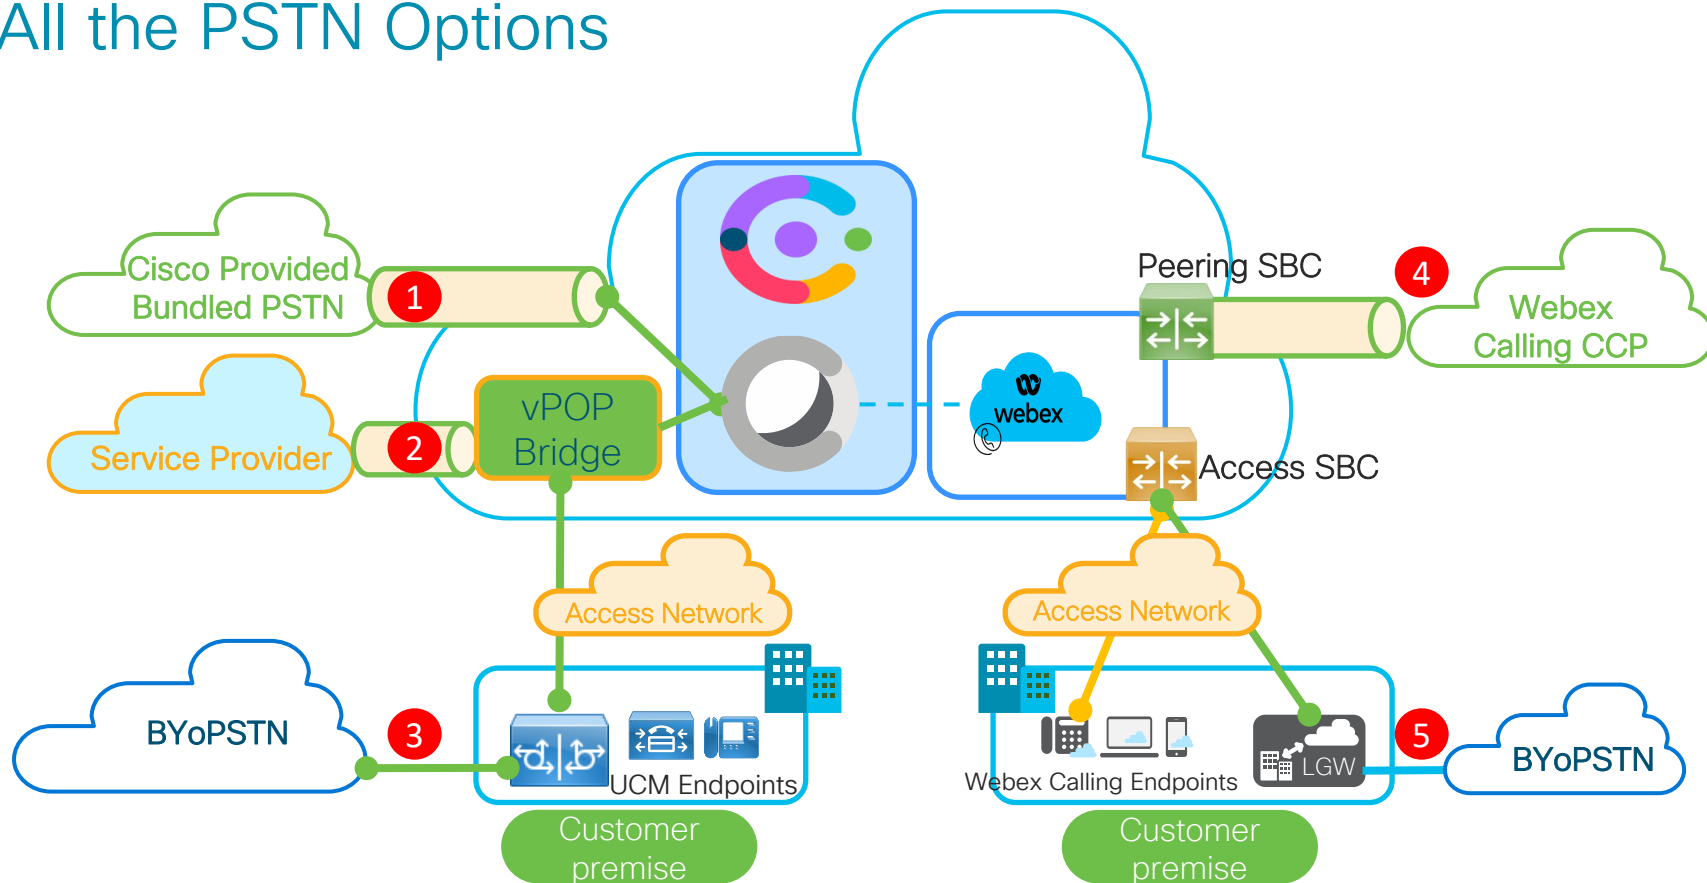 All the PSTN Options
Cisco Provided
Bundled PSTN
1
Peering SBC
4
Webex
Calling CCP
Service Provider
2
vPOP
Bridge
webex
Access SBC
Access Network
Access Network
BYoPSTN
3
UCM Endpoints
Webex Calling Endpoints
LGW
5
BYoPSTN
Customer
premise
Customer
premise